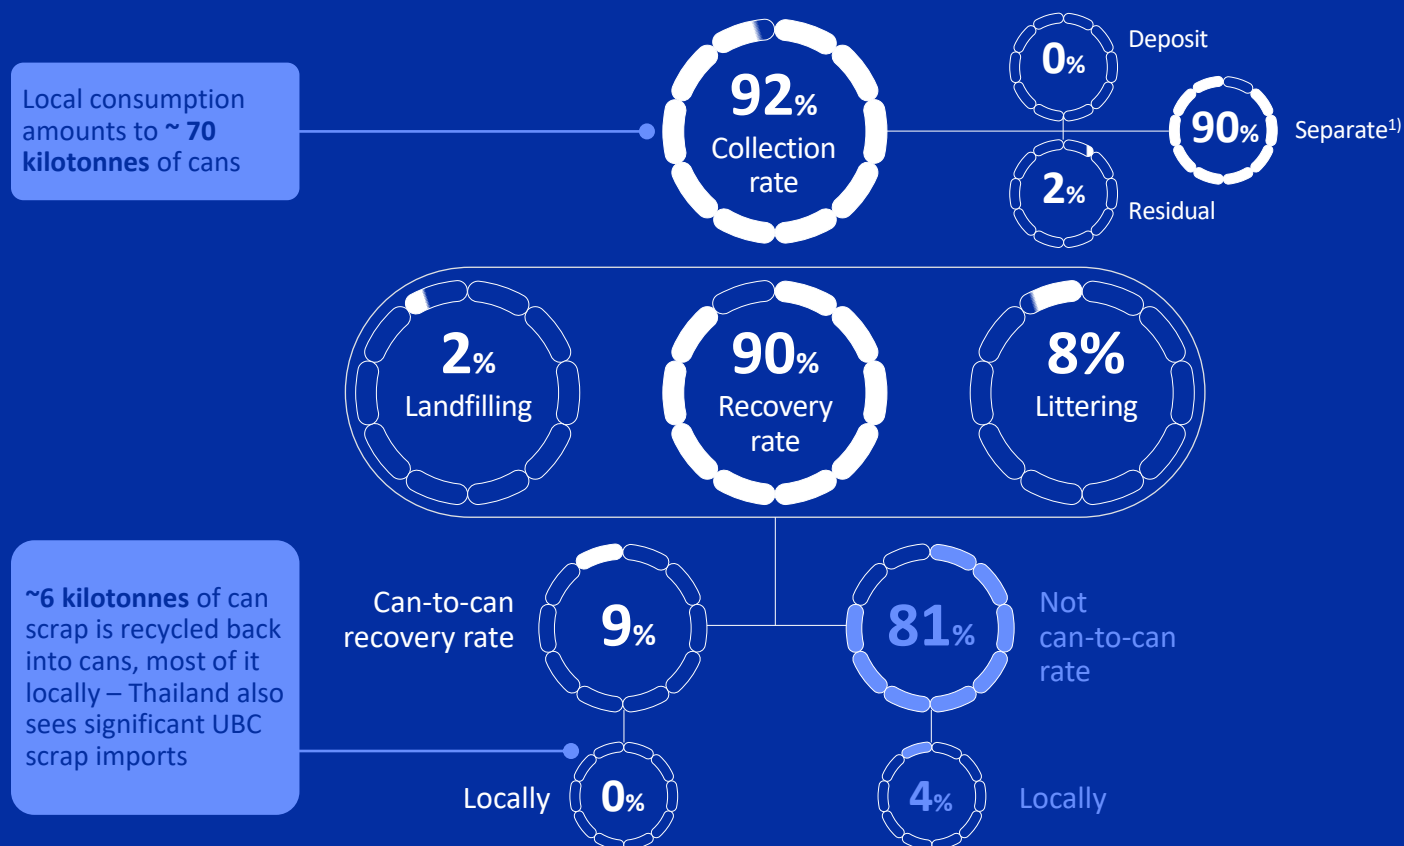 Local consumption
amounts to ~ 70
kilotonnes of cans
92%
Collection
rate
0%
Deposit
90%
Separate1)
2%
Residual
2%
Landfilling
90%
Recovery
rate
8%
Littering
~6 kilotonnes of can
scrap is recycled back
into cans, most of it
locally – Thailand also
sees significant UBC
scrap imports
Can-to-can
recovery rate
9%
81%
Not
can-to-can
rate
Locally
0%
4%
Locally